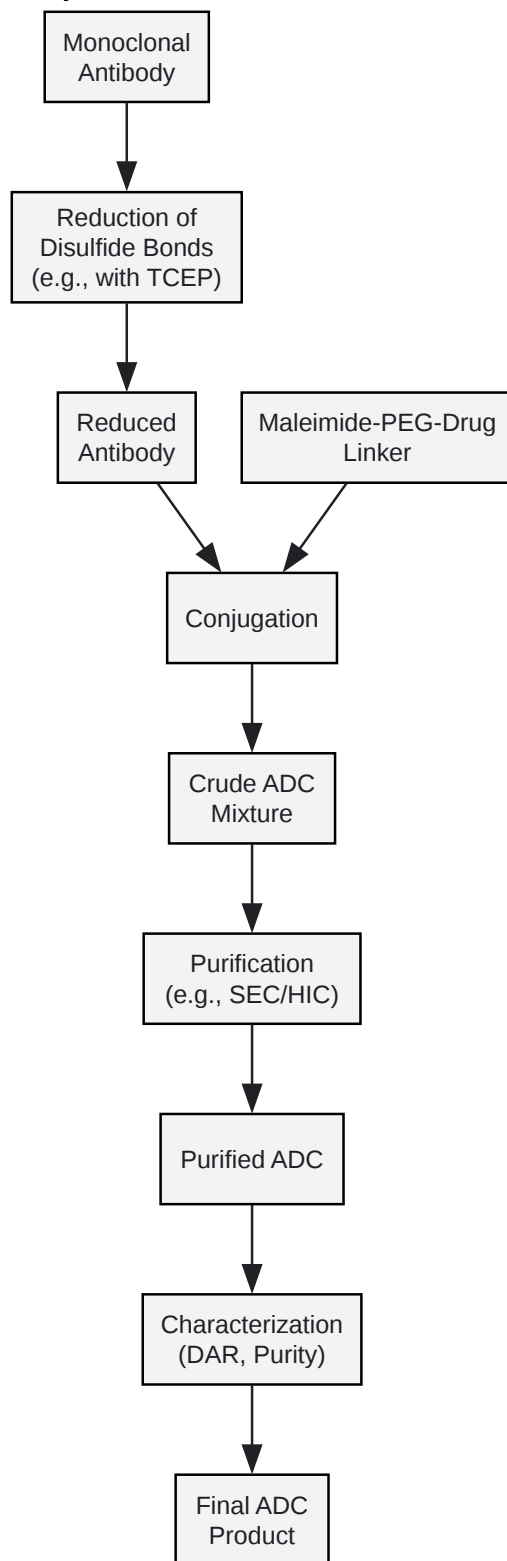 Monoclonal
Antibody
Reduction of
Disulfide Bonds
(e.g., with TCEP)
Reduced
Antibody
Maleimide-PEG-Drug
Linker
Conjugation
Crude ADC
Mixture
Purification
(e.g., SEC/HIC)
Purified ADC
Characterization
(DAR, Purity)
Final ADC
Product